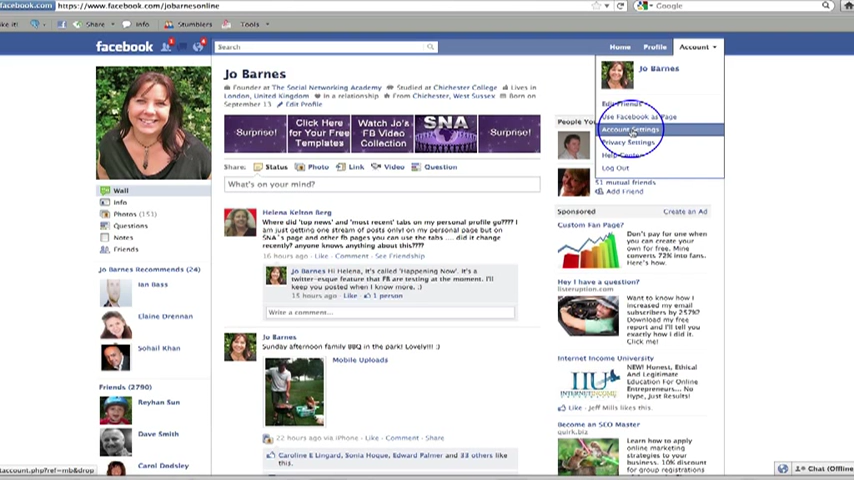 facebook.com https://www.facebook.com/jobarnesonline Google
like it! Share Info Stumblers Tools
facebook Search Home Profile Account
Jo Barnes
Founder at The Social Networking Academy Studied at Chichester College Lives in
London, United Kingdom In a relationship From Chichester, West Sussex Born on
September 13 Edit Profile
Surprise!
Click
Here for
Your Free
Templates
Watch Jo's
FB Video
Collection
SNA
Surprise!
Share: Status Photo Link Video Question
What's on your mind?
Helena Kelton Berg
Where did 'top news' and 'most recent' tabs on my personal profile go???? I
am just getting one stream of posts only! on my personal page but on
SNA's page and other fb pages you can use the tabs .... did it change
recently? anyone knows anything about this????
16 hours ago · Like · Comment · See Friendship
Jo Barnes Hi Helena, it's called 'Happening Now'. It's a
twitter-esque feature that FB are testing at the moment. I'll
keep you posted when I know more. :)
15 hours ago · Like · 1 person
Write a comment...
Jo Barnes
Sunday afternoon family BBQ in the park! Lovely!!! :)
Mobile Uploads
22 hours ago via iPhone · Like · Comment · Share
Caroline E Lingard, Sonia Hoque, Edward Palmer and 33 others like
this.
Wall
Info
Photos (151)
Questions
Notes
Friends
Jo Barnes Recommends (24)
Ian Bass
Elaine Drennan
Sohail Khan
Friends (2790)
Reyhan Sun
Dave Smith
Carol Dodsley
Jo Barnes
Edit Friends
Use Facebook as Page
Account Settings
Privacy Settings
Help Center
Log Out
People You
51 mutual friends
Add Friend
Sponsored Create an Ad
Custom Fan Page?
Don't pay for one
when you can create
your own for free. Mine
converts 72% into fans.
Here's how.
Hey I have a question?
listeruption.com
Want to know how I
increased my email
subscribers by 257%?
Download my free
report and I'll tell you
exactly how I did it.
Click me!
Internet Income University
IIU
INTERNETINCOME
NEW! Honest, Ethical
And Legitimate
Education For Online
Entrepreneurs... No
Hype, Just Results!
Like · Jeff Mills likes this.
Become an SEO Master
quirk.biz
Learn how to apply
online marketing
strategies to your
business. 10% discount
for group registrations
taccount.php?ref=mb&drop
Chat (Offline)